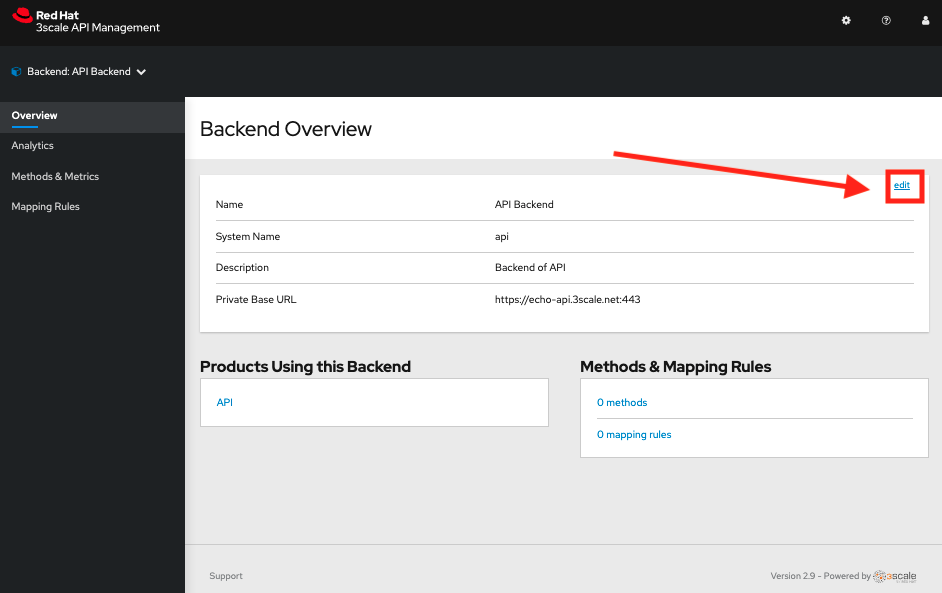 Red Hat
3scale API Management
Backend: API Backend
Overview
Analytics
Methods & Metrics
Mapping Rules
Backend Overview
edit
Name API Backend
System Name api
Description Backend of API
Private Base URL https://echo-api.3scale.net:443
Products Using this Backend
API
Methods & Mapping Rules
0 methods
0 mapping rules
Support
Version 2.9 - Powered by 3scale